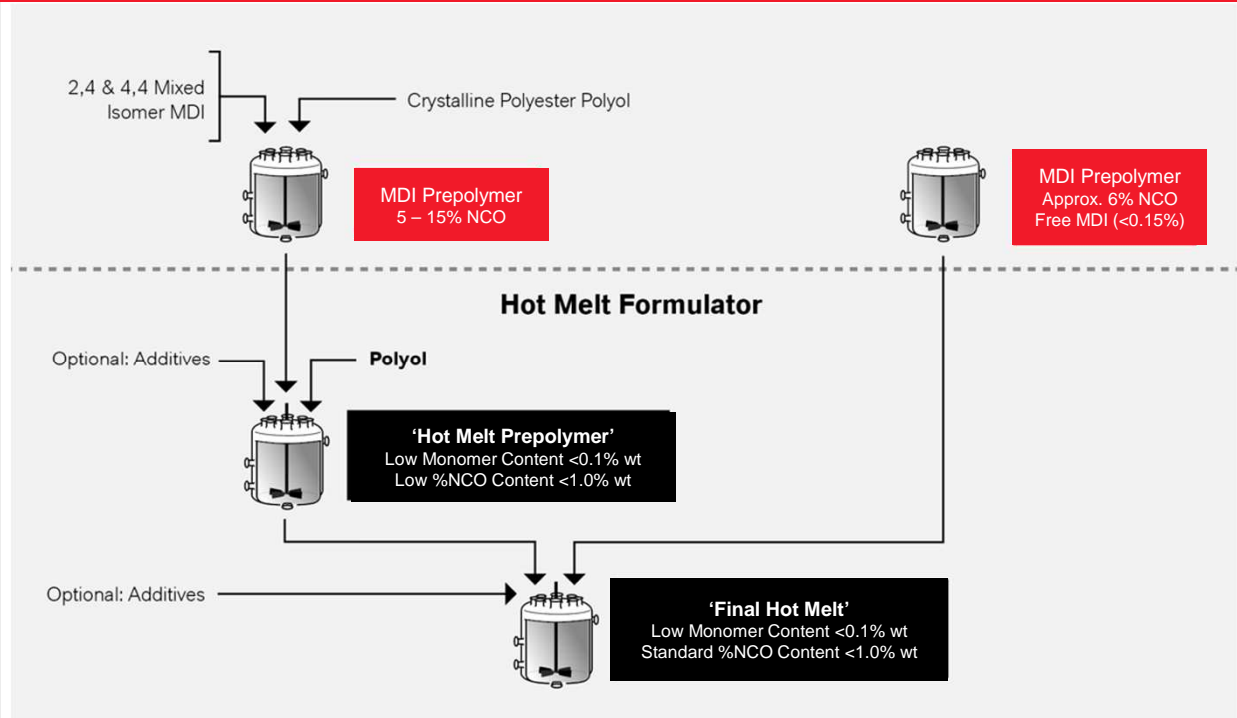 2,4 & 4,4 Mixed
Isomer MDI
Crystalline Polyester Polyol
MDI Prepolymer
5 – 15% NCO
MDI Prepolymer
Approx. 6% NCO
Free MDI (<0.15%)
Hot Melt Formulator
Optional: Additives
Polyol
‘Hot Melt Prepolymer’
Low Monomer Content <0.1% wt
Low %NCO Content <1.0% wt
Optional: Additives
‘Final Hot Melt’
Low Monomer Content <0.1% wt
Standard %NCO Content <1.0% wt